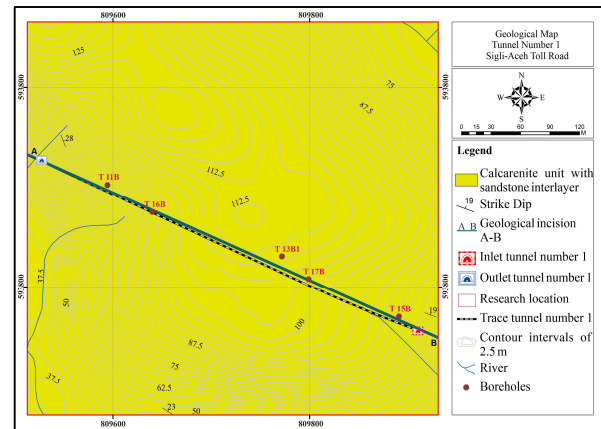 809600
809800
Geological Map
Tunnel Number 1
Sigli-Aceh Toll Road
N
W E
S
0 15 30 60 90 120
M
Legend
Calcarenite unit with
sandstone interlayer
19
Strike Dip
A B
Geological incision
A-B
Inlet tunnel number 1
Outlet tunnel number 1
Research location
Trace tunnel number 1
Contour intervals of
2.5 m
River
Boreholes
593800
125
75
87.5
A
28
T 11B
112.5
T 16B
112.5
T 13B1
T 17B
37.5
593800
50
100
T 15B
19
B
87.5
75
62.5
37.5
23
50
809600
809800